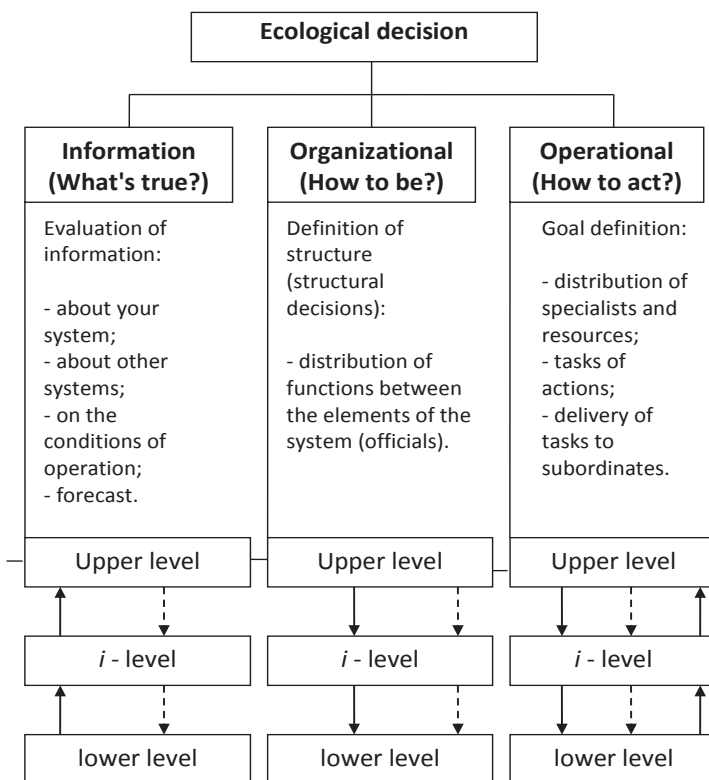 Ecological decision
Information
(What's true?)
Evaluation of
information:
- about your
system;
- about other
systems;
- on the
conditions of
operation;
- forecast.
Upper level
i - level
lower level
Organizational
(How to be?)
Definition of
structure
(structural
decisions):
- distribution of
functions between
the elements of the
system (officials).
Upper level
i - level
lower level
Operational
(How to act?)
Goal definition:
- distribution of
specialists and
resources;
- tasks of
actions;
- delivery of
tasks to
subordinates.
Upper level
i - level
lower level